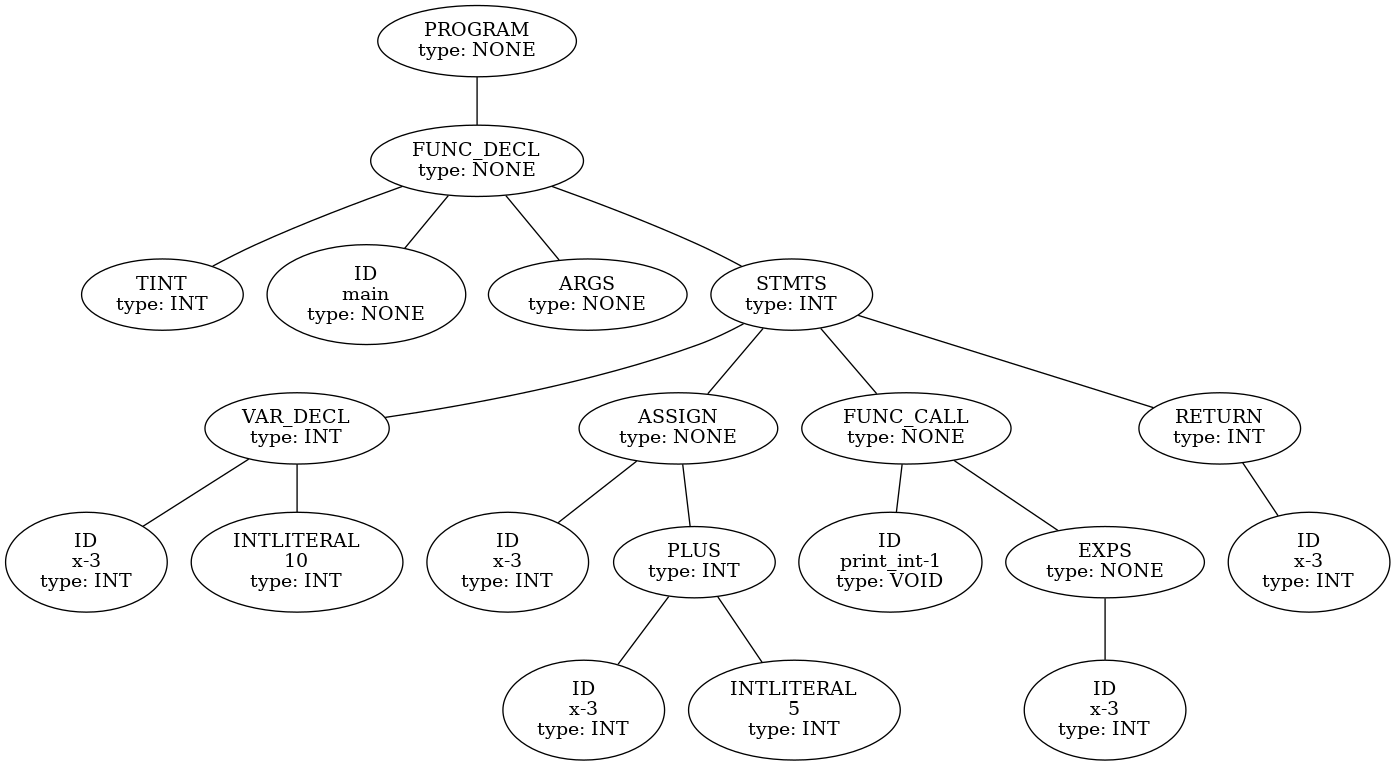 PROGRAM
type: NONE
FUNC_DECL
type: NONE
TINT
type: INT
ID
main
type: NONE
ARGS
type: NONE
STMTS
type: INT
VAR_DECL
type: INT
ASSIGN
type: NONE
FUNC_CALL
type: NONE
RETURN
type: INT
ID
x-3
type: INT
INTLITERAL
10
type: INT
ID
x-3
type: INT
PLUS
type: INT
ID
print_int-1
type: VOID
EXPS
type: NONE
ID
x-3
type: INT
ID
x-3
type: INT
INTLITERAL
5
type: INT
ID
x-3
type: INT